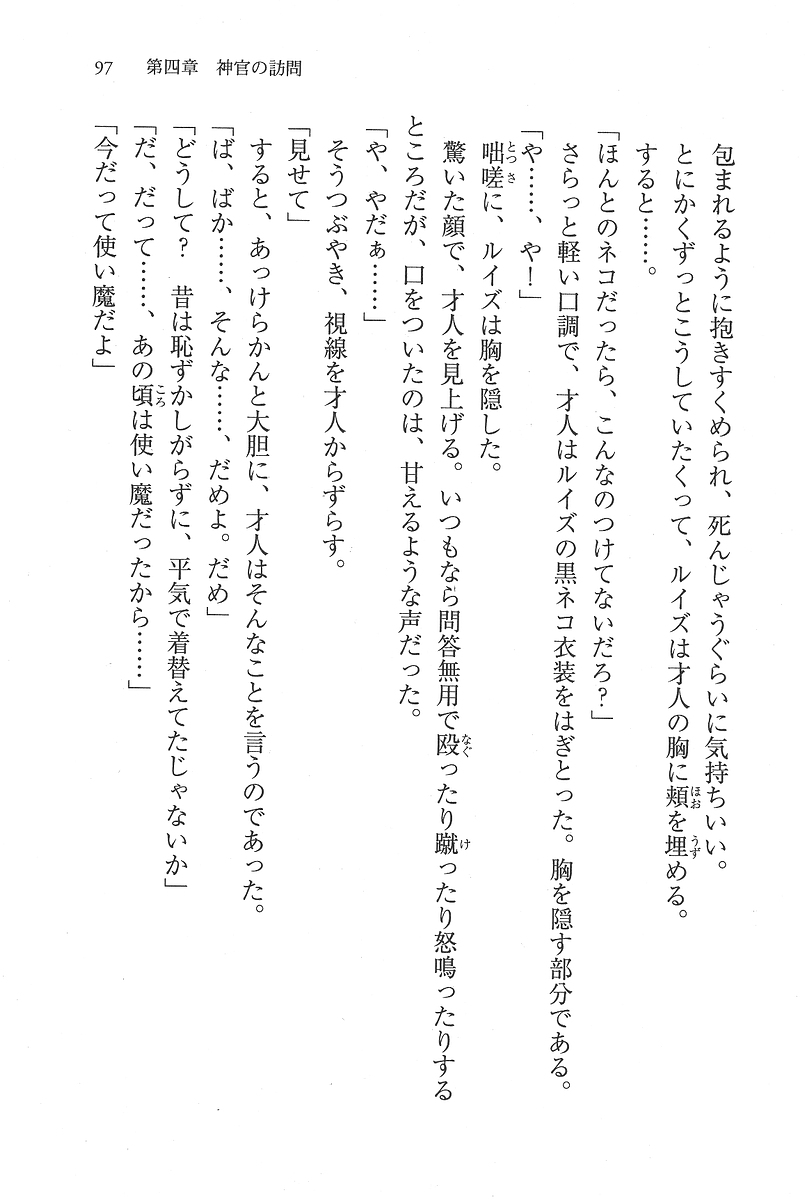 97　第四章　神官の訪問
包まれるように抱きすくめられ、死んじゃうぐらいに気持ちいい。
とにかくずっとこうしていたくって、ルイズは才人の胸に頬を埋める。
すると……。
「ほんとのネコだったら、こんなのつけてないだろ？」
さらっと軽い口調で、才人はルイズの黒ネコ衣装をはぎとった。胸を隠す部分である。
「や……、や！」
咄嗟に、ルイズは胸を隠した。
驚いた顔で、才人を見上げる。いつもなら問答無用で殴ったり蹴ったり怒鳴ったりする
ところだが、口をついたのは、甘えるような声だった。
「や、やだぁ……」
そうつぶやき、視線を才人からずらす。
「見せて」
すると、あっけらかんと大胆に、才人はそんなことを言うのであった。
「ば、ばか……、そんな……、だめよ。だめ」
「どうして？　昔は恥ずかしがらずに、平気で着替えてたじゃないか」
「だ、だって……、あの頃は使い魔だったから……」
「今だって使い魔だよ」